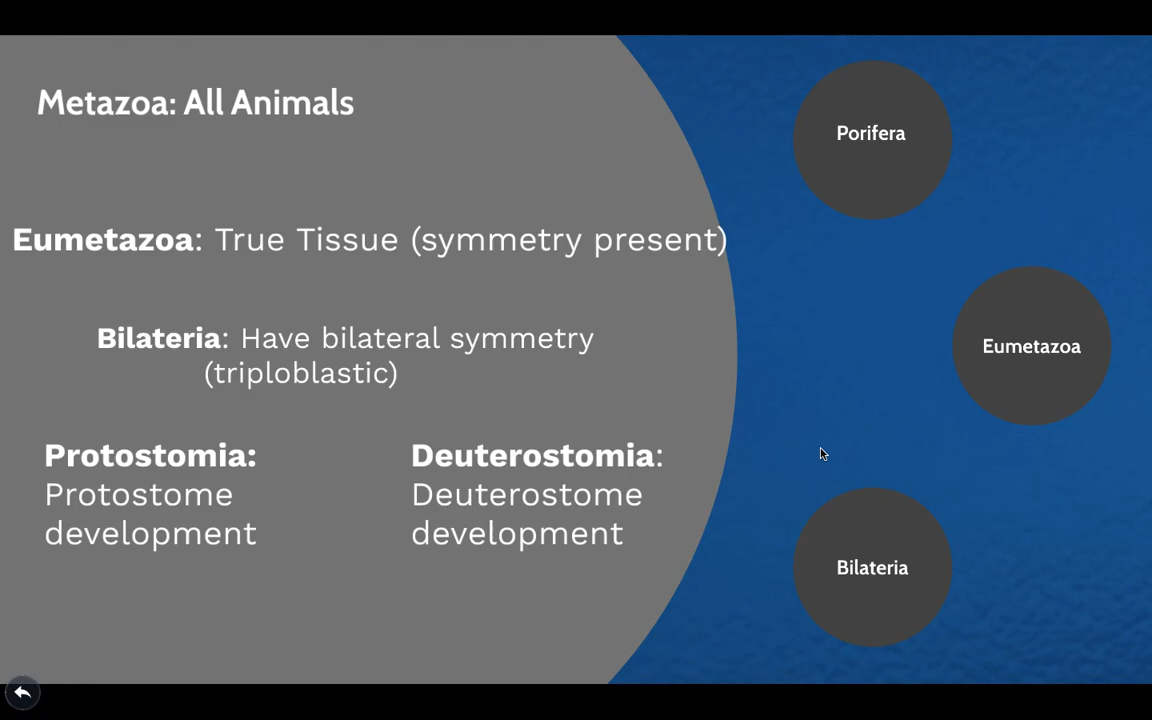 Metazoa: All Animals
Eumetazoa: True Tissue (symmetry present)
Bilateria: Have bilateral symmetry
(triploblastic)
Protostomia:
Protostome
development
Deuterostomia:
Deuterostome
development
Porifera
Eumetazoa
Bilateria